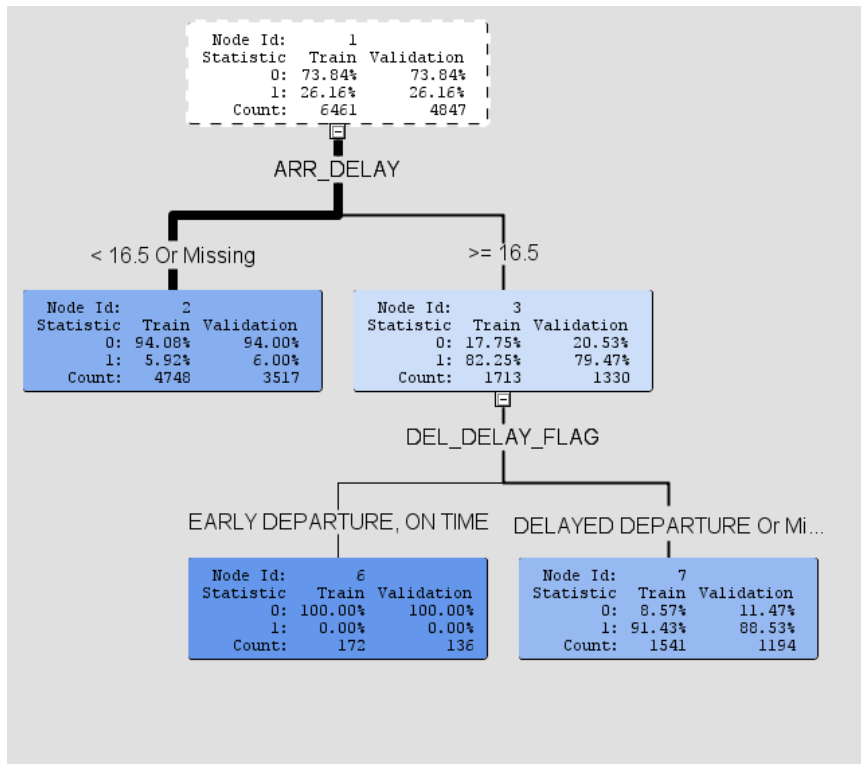 Node Id: 1
Statistic Train Validation
0: 73.84% 73.84%
1: 26.16% 26.16%
Count: 6461 4847
ARR_DELAY
< 16.5 Or Missing
>= 16.5
Node Id: 2
Statistic Train Validation
0: 94.08% 94.00%
1: 5.92% 6.00%
Count: 4748 3517
Node Id: 3
Statistic Train Validation
0: 17.75% 20.53%
1: 82.25% 79.47%
Count: 1713 1330
DEL_DELAY_FLAG
EARLY DEPARTURE, ON TIME
DELAYED DEPARTURE Or Mi...
Node Id: 6
Statistic Train Validation
0: 100.00% 100.00%
1: 0.00% 0.00%
Count: 172 136
Node Id: 7
Statistic Train Validation
0: 8.57% 11.47%
1: 91.43% 88.53%
Count: 1541 1194